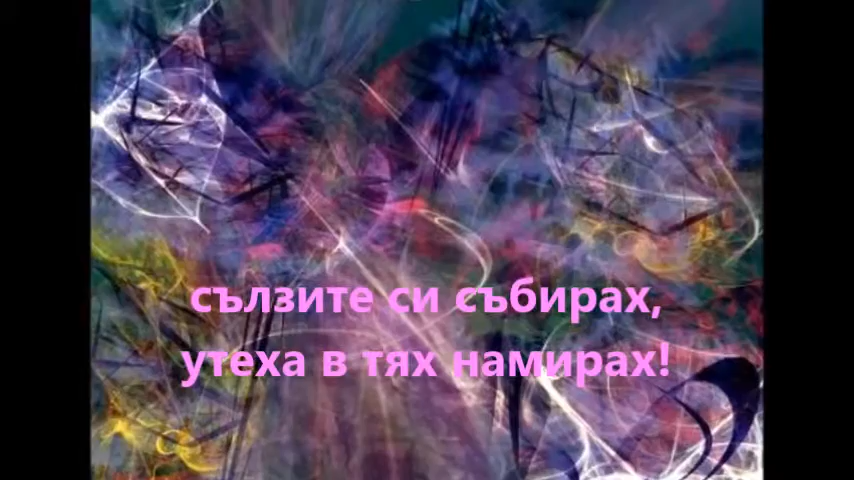 сълзите си събирах,
утеха в тях намирах!